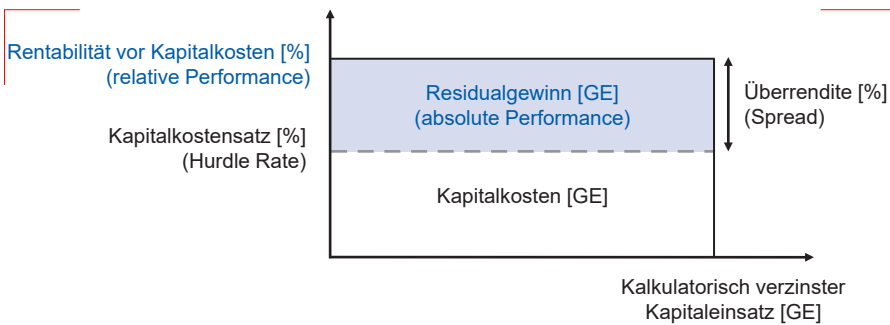 Rentabilität vor Kapitalkosten [%]
(relative Performance)
Residualgewinn [GE]
(absolute Performance)
Überrendite [%]
(Spread)
Kapitalkostensatz [%]
(Hurdle Rate)
Kapitalkosten [GE]
Kalkulatorisch verzinster
Kapitaleinsatz [GE]